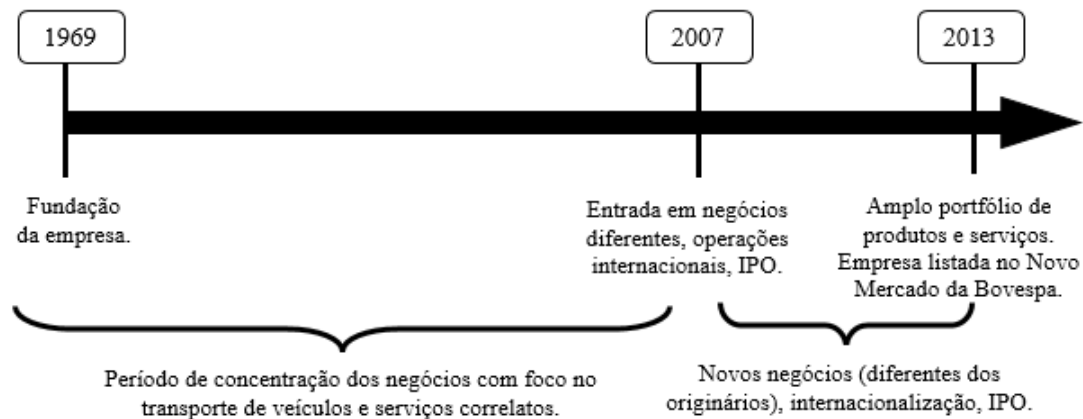 1969
2007
2013
Fundação
da empresa.
Entrada em negócios
diferentes, operações
internacionais, IPO.
Amplo portfólio de
produtos e serviços.
Empresa listada no Novo
Mercado da Bovespa.
Período de concentração dos negócios com foco no
transporte de veículos e serviços correlatos.
Novos negócios (diferentes dos
originários), internacionalização, IPO.